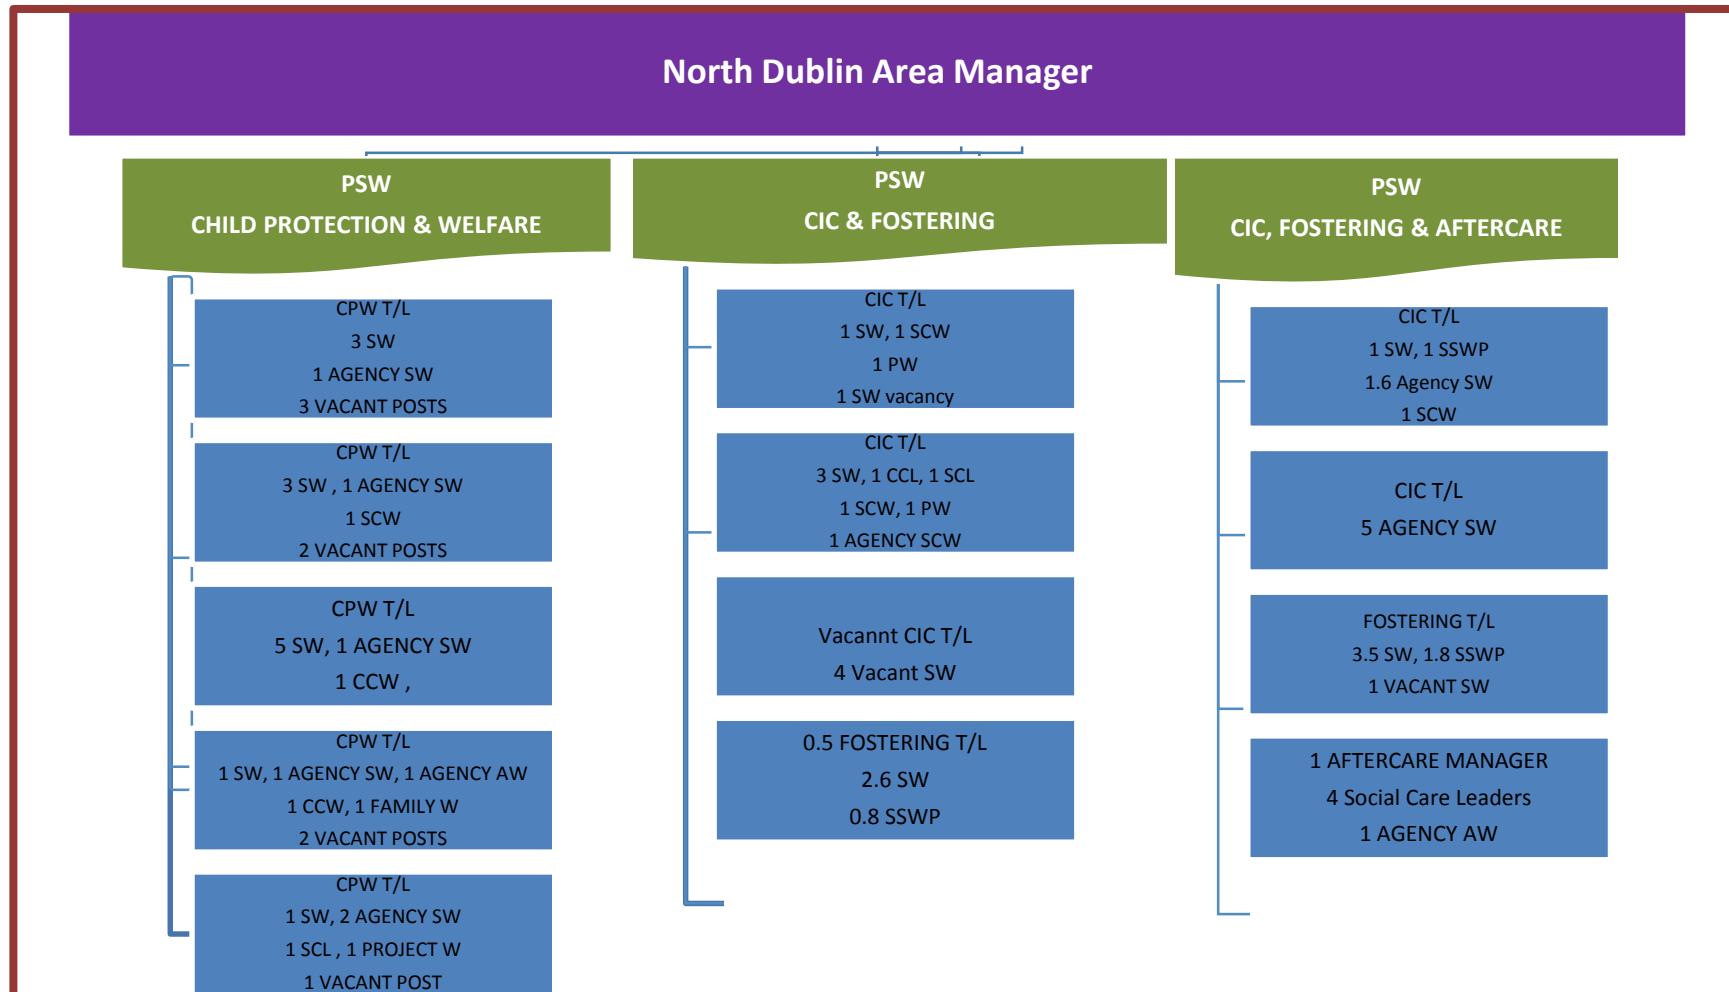 North Dublin Area Manager
PSW
CHILD PROTECTION & WELFARE
CPW T/L
3 SW
1 AGENCY SW
3 VACANT POSTS
CPW T/L
3 SW , 1 AGENCY SW
1 SCW
2 VACANT POSTS
CPW T/L
5 SW, 1 AGENCY SW
1 CCW ,
CPW T/L
1 SW, 1 AGENCY SW, 1 AGENCY AW
1 CCW, 1 FAMILY W
2 VACANT POSTS
CPW T/L
1 SW, 2 AGENCY SW
1 SCL , 1 PROJECT W
1 VACANT POST
PSW
CIC & FOSTERING
CIC T/L
1 SW, 1 SCW
1 PW
1 SW vacancy
CIC T/L
3 SW, 1 CCL, 1 SCL
1 SCW, 1 PW
1 AGENCY SCW
Vacannt CIC T/L
4 Vacant SW
0.5 FOSTERING T/L
2.6 SW
0.8 SSWP
PSW
CIC, FOSTERING & AFTERCARE
CIC T/L
1 SW, 1 SSWP
1.6 Agency SW
1 SCW
CIC T/L
5 AGENCY SW
FOSTERING T/L
3.5 SW, 1.8 SSWP
1 VACANT SW
1 AFTERCARE MANAGER
4 Social Care Leaders
1 AGENCY AW